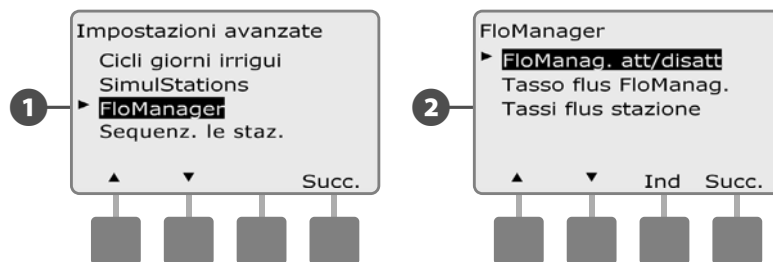 1
Impostazioni avanzate
Cicli giorni irrigui
SimulStations
FloManager
Sequenz. le staz.
Succ.
2
FloManager
FloManag. att/disatt
Tasso flus FloManag.
Tassi flus stazione
Ind Succ.